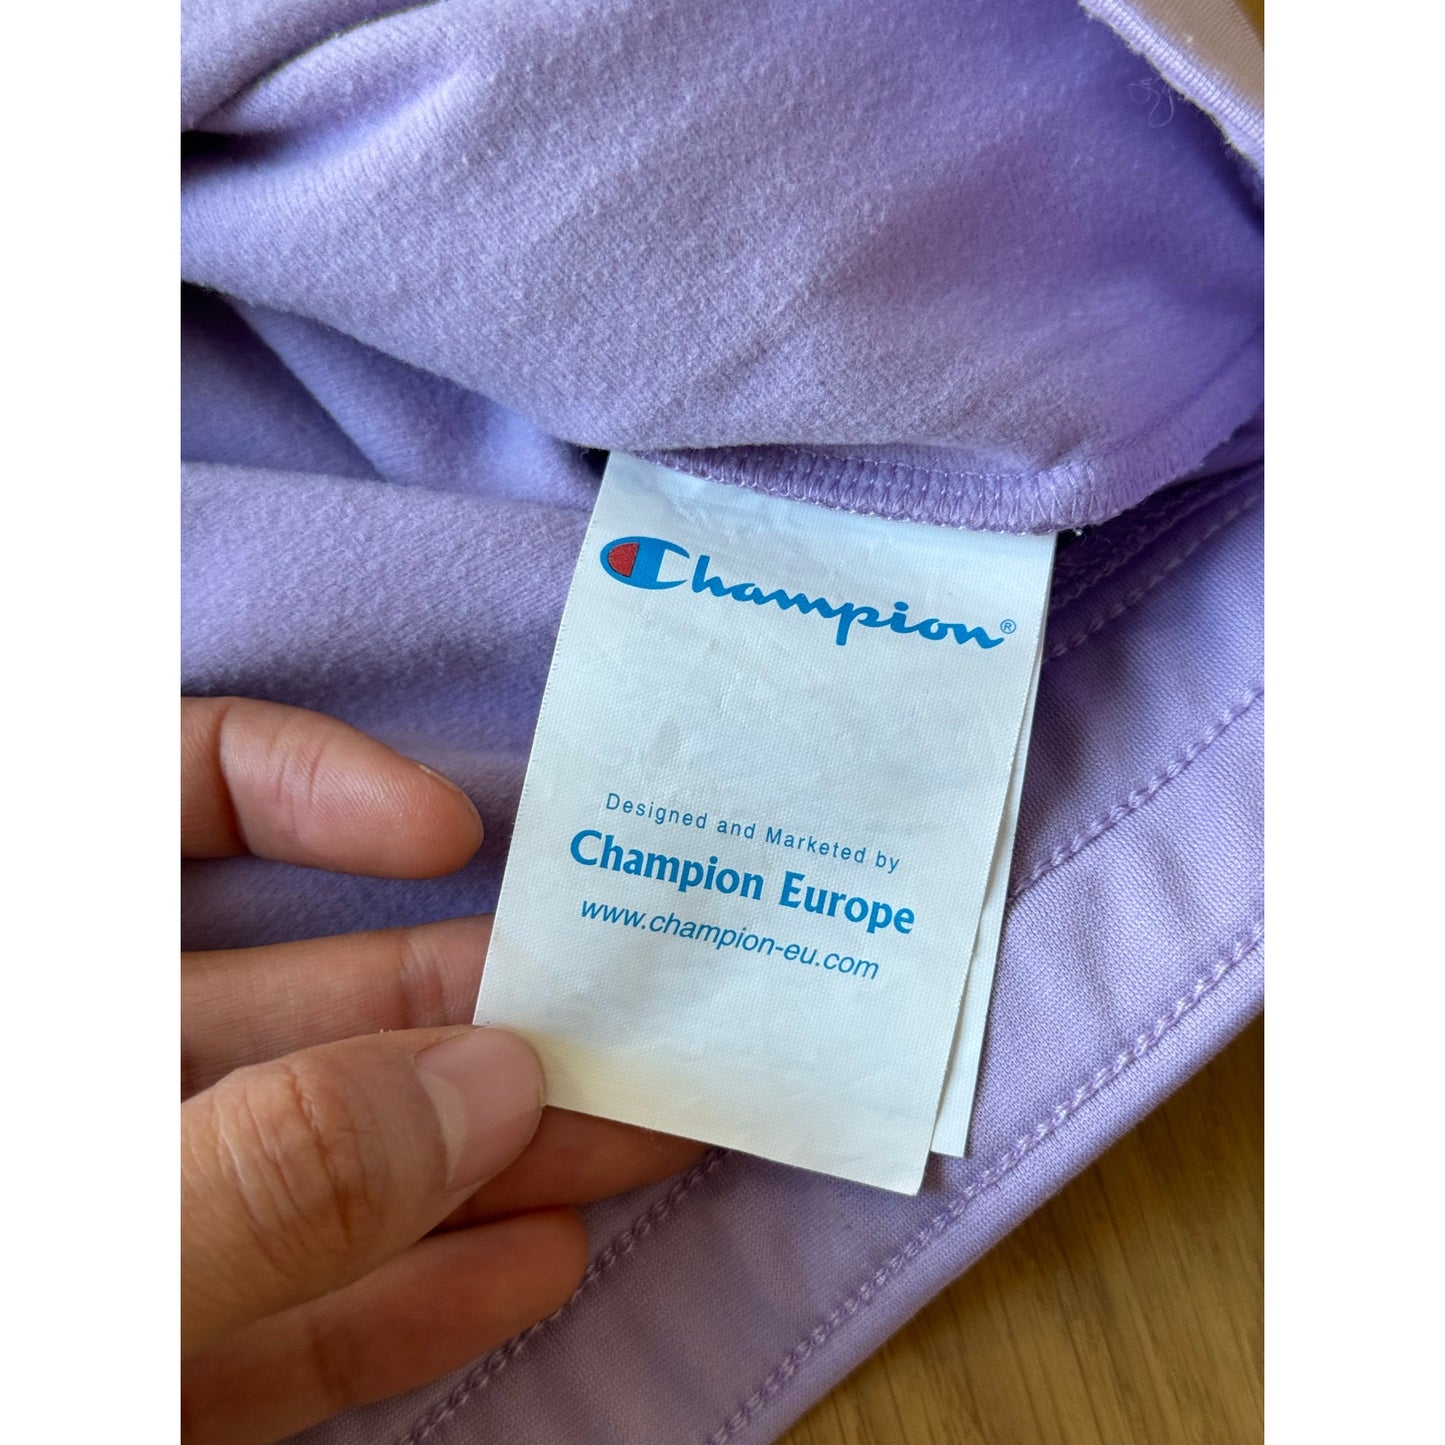 Champion®
Designed and Marketed by
Champion Europe
www.champion-eu.com